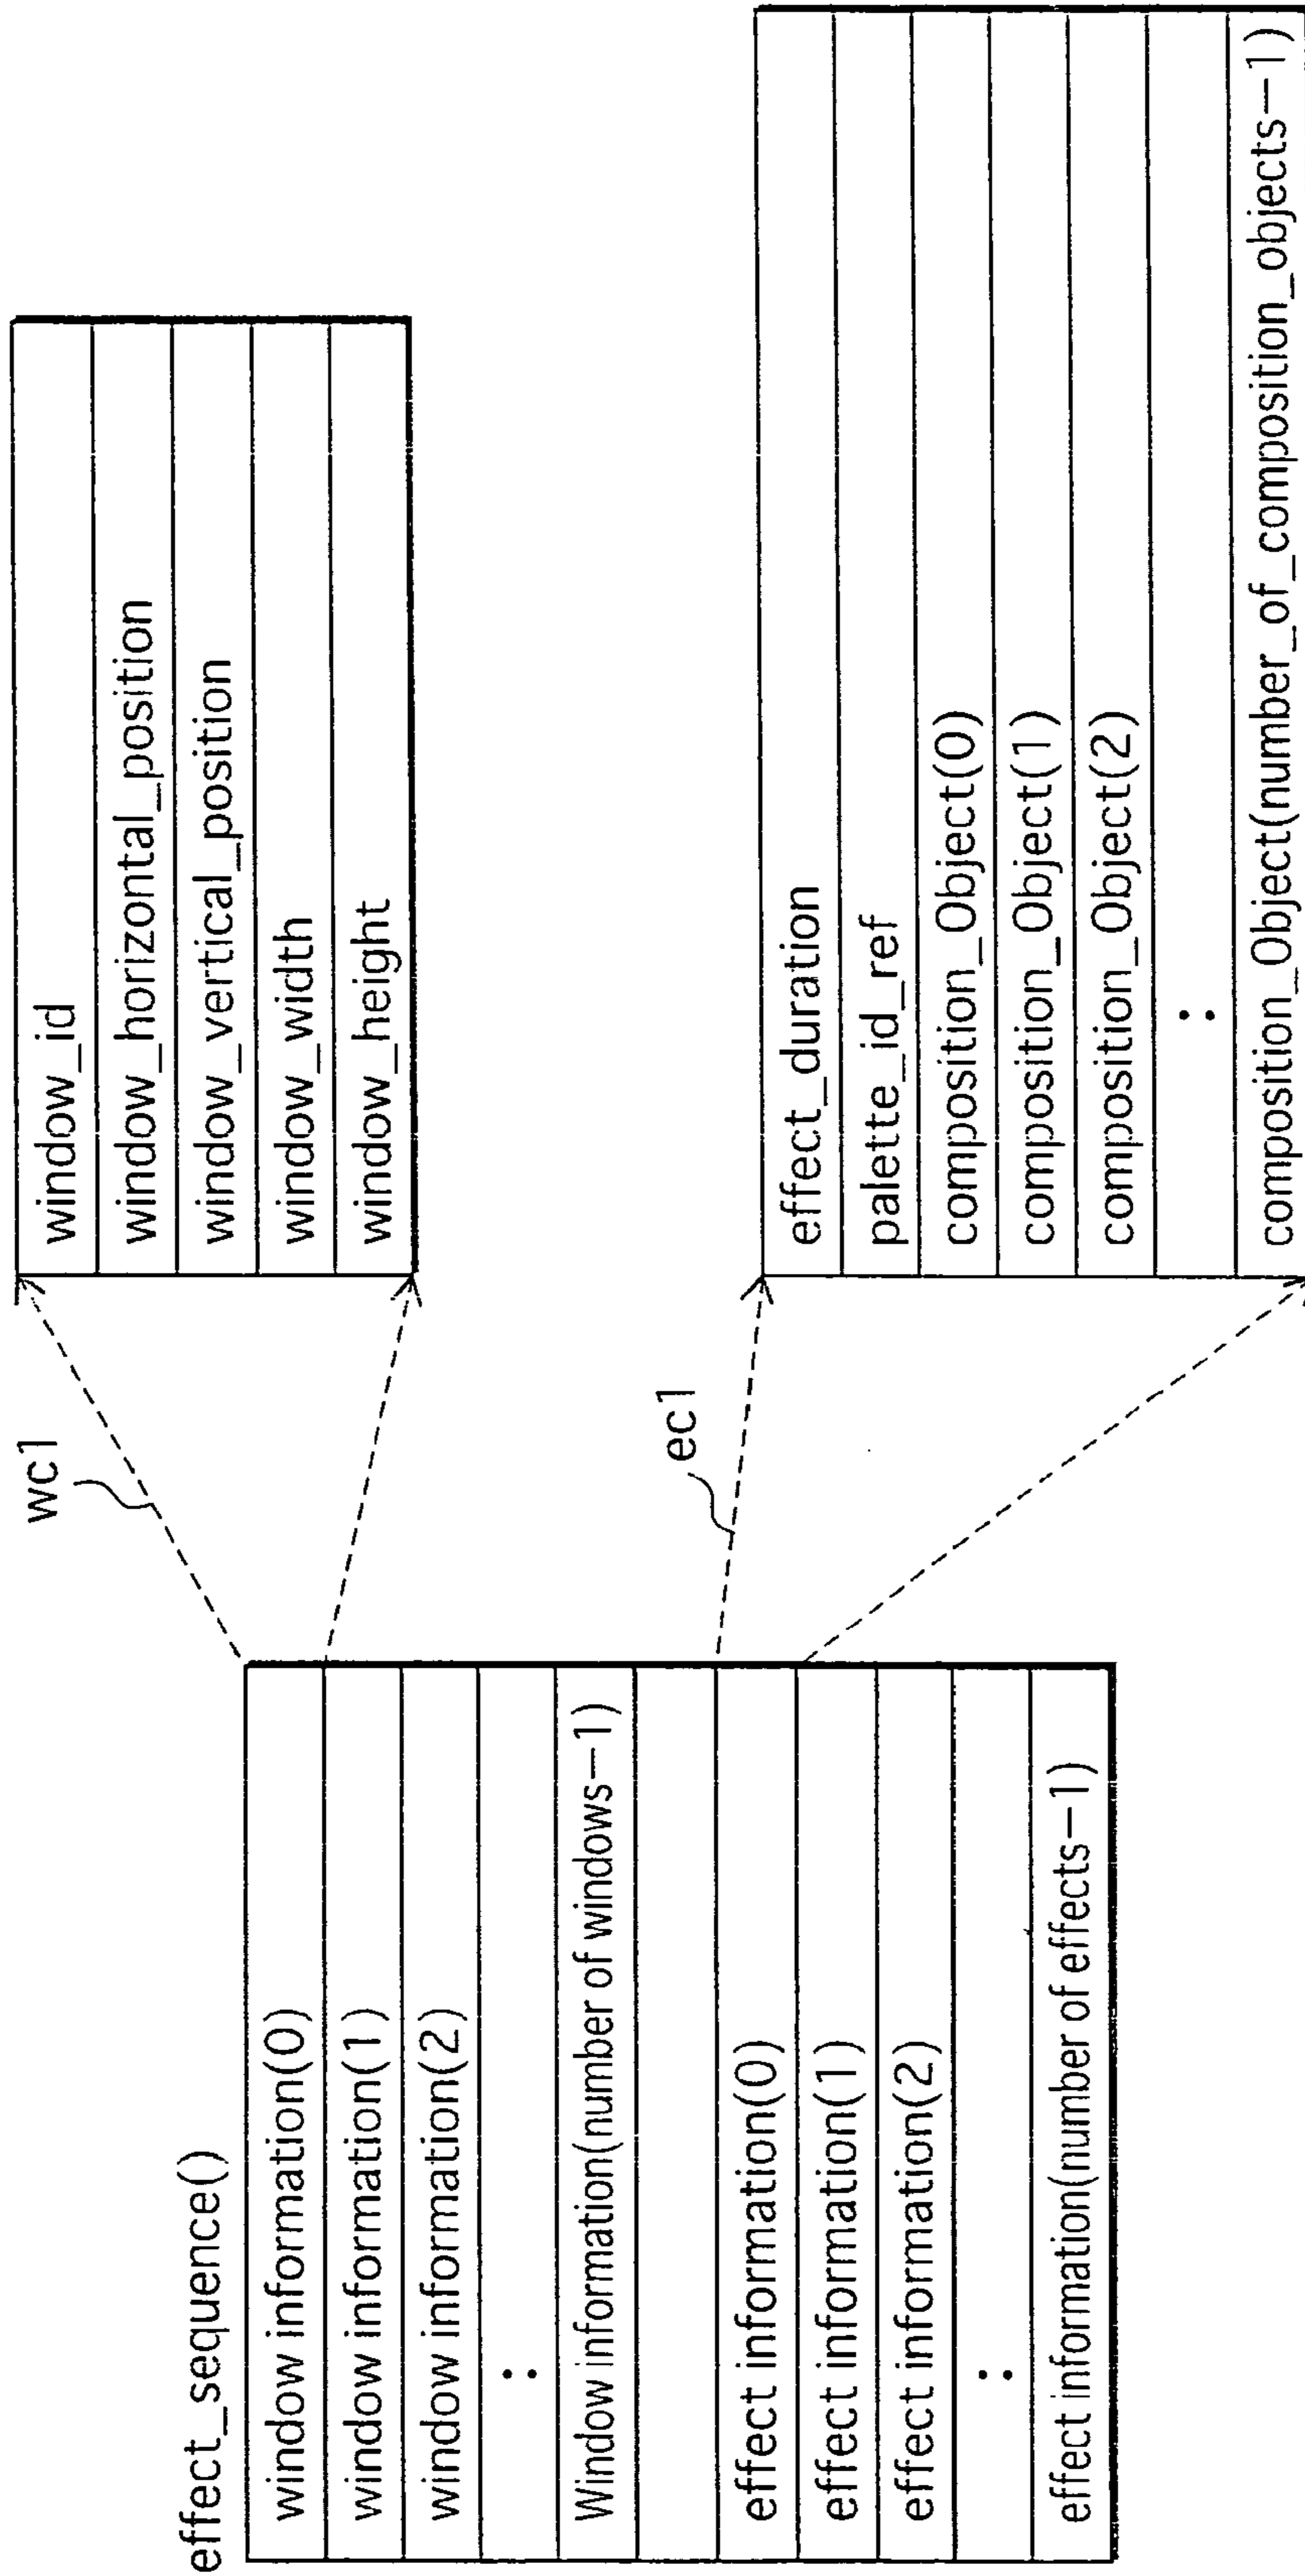 effect_sequence()
window information(0)
window information(1)
window information(2)
:
Window information(number of windows−1)
effect information(0)
effect information(1)
effect information(2)
:
effect information(number of effects−1)
wc1
window_id
window_horizontal_position
window_vertical_position
window_width
window_height
ec1
effect_duration
palette_id_ref
composition_Object(0)
composition_Object(1)
composition_Object(2)
:
composition_Object(number_of_composition_objects−1)